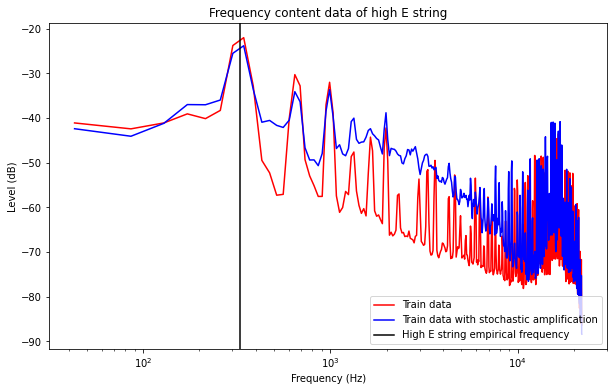 Frequency content data of high E string
Level (dB)
−20
−30
−40
−50
−60
−70
−80
−90
Train data
Train data with stochastic amplification
High E string empirical frequency
10²
10³
10⁴
Frequency (Hz)